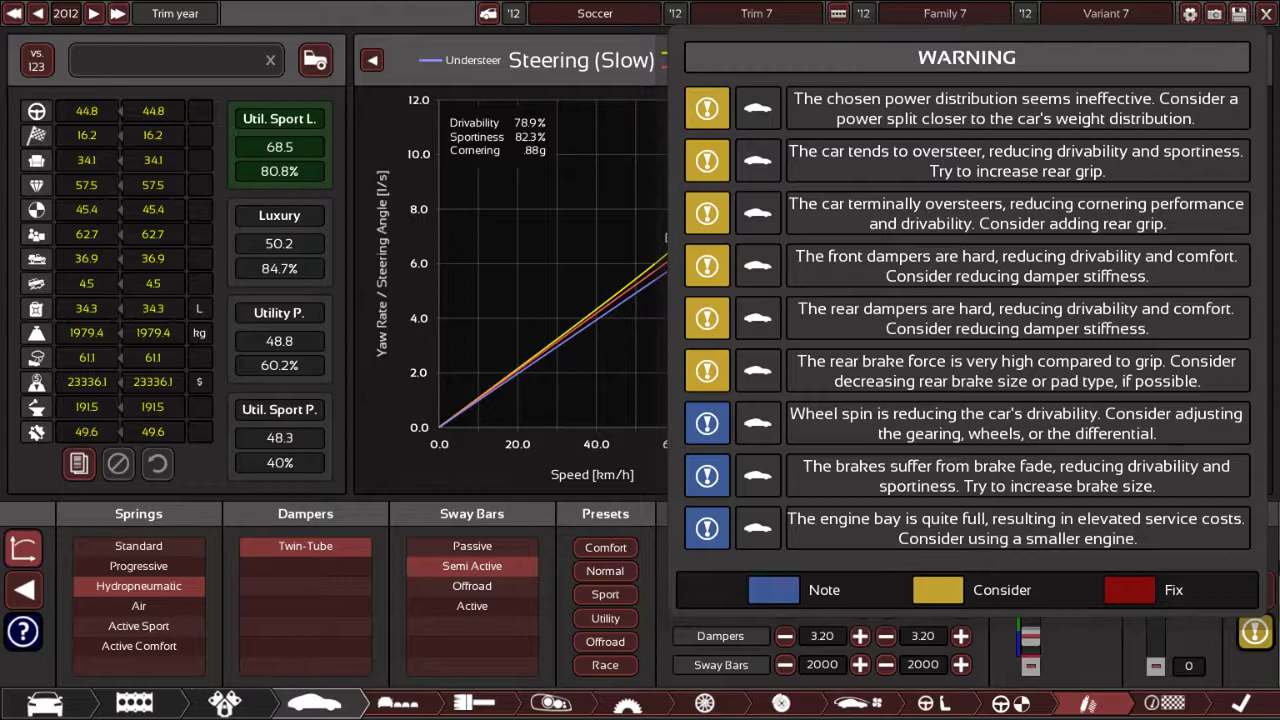 2012
Trim year
'12
Soccer
'12
Trim 7
'12
Family 7
'12
Variant 7
vs.
123
x
Understeer
Steering (Slow)
WARNING
44.8 44.8
16.2 16.2
34.1 34.1
57.5 57.5
45.4 45.4
62.7 62.7
36.9 36.9
4.5 4.5
34.3 34.3 L
1979.4 1979.4 kg
61.1 61.1
23336.1 23336.1 $
191.5 191.5
49.6 49.6
Util. Sport L.
68.5
80.8%
Luxury
50.2
84.7%
Utility P.
48.8
60.2%
Util. Sport P.
48.3
40%
Yaw Rate / Steering Angle [1/s]
12.0
10.0
8.0
6.0
4.0
2.0
0.0
Drivability 78.9%
Sportiness 82.3%
Cornering .88g
0.0 20.0 40.0
Speed [km/h]
The chosen power distribution seems ineffective. Consider a
power split closer to the car's weight distribution.
The car tends to oversteer, reducing drivability and sportiness.
Try to increase rear grip.
The car terminally oversteers, reducing cornering performance
and drivability. Consider adding rear grip.
The front dampers are hard, reducing drivability and comfort.
Consider reducing damper stiffness.
The rear dampers are hard, reducing drivability and comfort.
Consider reducing damper stiffness.
The rear brake force is very high compared to grip. Consider
decreasing rear brake size or pad type, if possible.
Wheel spin is reducing the car's drivability. Consider adjusting
the gearing, wheels, or the differential.
The brakes suffer from brake fade, reducing drivability and
sportiness. Try to increase brake size.
The engine bay is quite full, resulting in elevated service costs.
Consider using a smaller engine.
Note
Consider
Fix
Springs
Standard
Progressive
Hydropneumatic
Air
Active Sport
Active Comfort
Dampers
Twin-Tube
Sway Bars
Passive
Semi Active
Offroad
Active
Presets
Comfort
Normal
Sport
Utility
Offroad
Race
Dampers 3.20 3.20
Sway Bars 2000 2000
0